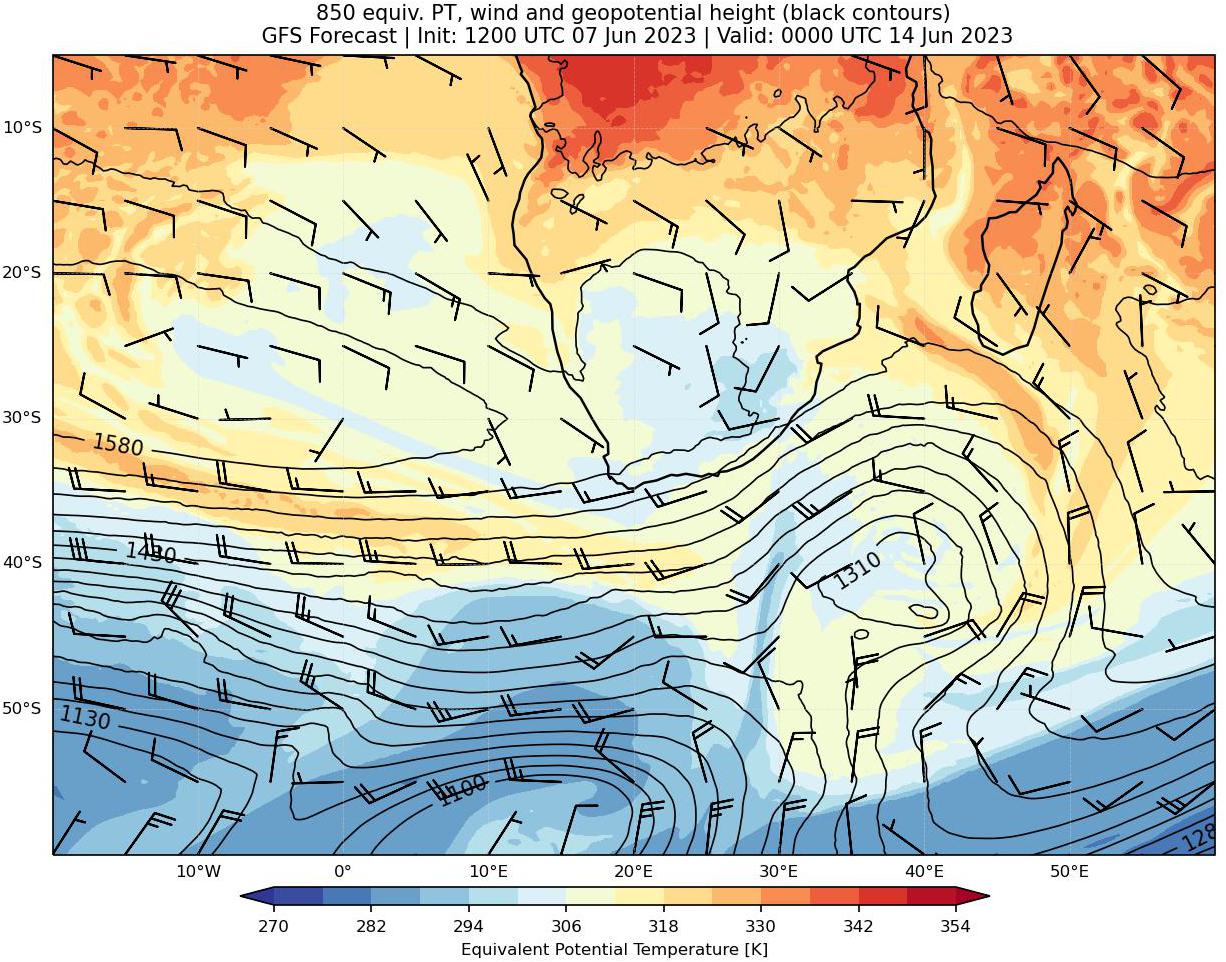 850 equiv. PT, wind and geopotential height (black contours)
GFS Forecast | Init: 1200 UTC 07 Jun 2023 | Valid: 0000 UTC 14 Jun 2023
10°S
20°S
30°S
1580
1430
40°S
1310
50°S
1130
1100
128
10°W 0° 10°E 20°E 30°E 40°E 50°E
270 282 294 306 318 330 342 354
Equivalent Potential Temperature [K]